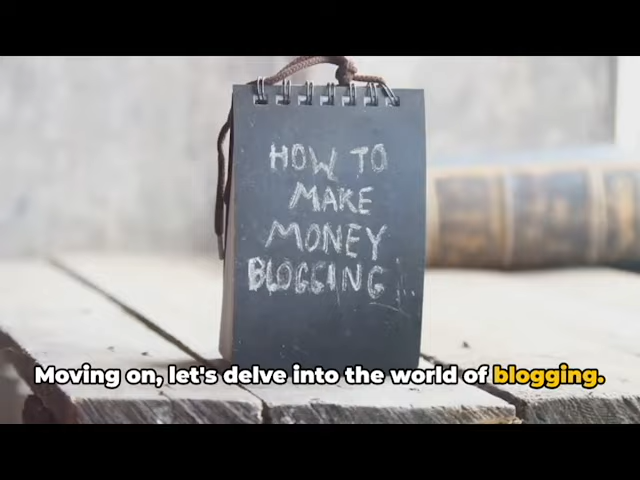 HOW TO
MAKE
MONEY
BLOGGING
Moving on, let's delve into the world of blogging.